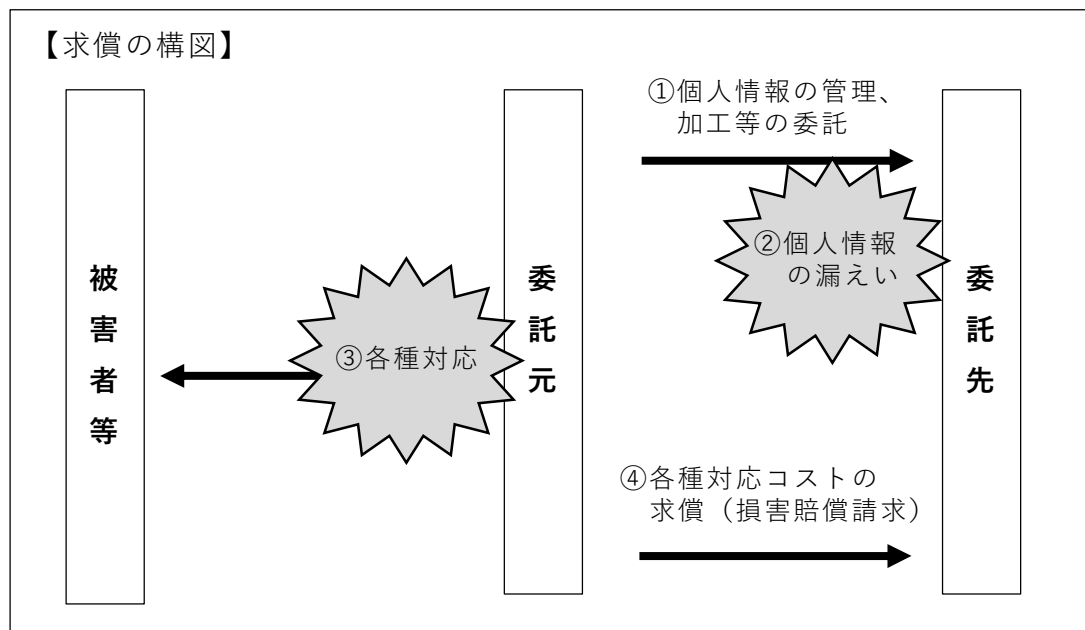 【求償の構図】
①個人情報の管理、
加工等の委託
②個人情報
の漏えい
被害者等
委託元
委託先
③各種対応
④各種対応コストの
求償（損害賠償請求）